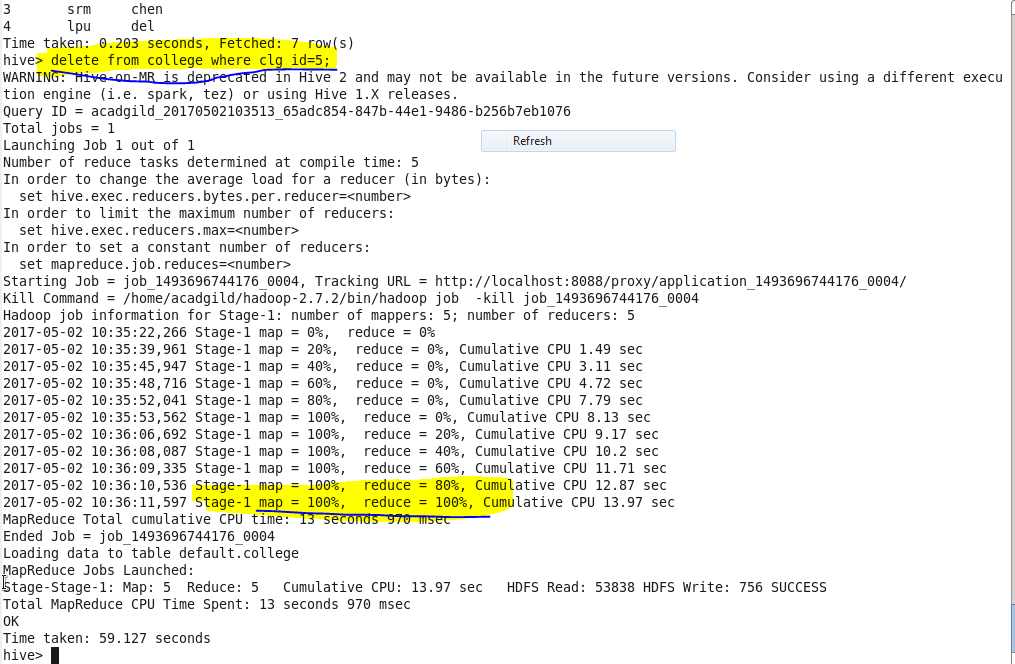 3       srm     chen
4       lpu     del
Time taken: 0.203 seconds, Fetched: 7 row(s)
hive> delete from college where clg_id=5;
WARNING: Hive-on-MR is deprecated in Hive 2 and may not be available in the future versions. Consider using a different execu
tion engine (i.e. spark, tez) or using Hive 1.X releases.
Query ID = acadgild_20170502103513_65adc854-847b-44e1-9486-b256b7eb1076
Total jobs = 1
Launching Job 1 out of 1
Refresh
Number of reduce tasks determined at compile time: 5
In order to change the average load for a reducer (in bytes):
  set hive.exec.reducers.bytes.per.reducer=<number>
In order to limit the maximum number of reducers:
  set hive.exec.reducers.max=<number>
In order to set a constant number of reducers:
  set mapreduce.job.reduces=<number>
Starting Job = job_1493696744176_0004, Tracking URL = http://localhost:8088/proxy/application_1493696744176_0004/
Kill Command = /home/acadgild/hadoop-2.7.2/bin/hadoop job  -kill job_1493696744176_0004
Hadoop job information for Stage-1: number of mappers: 5; number of reducers: 5
2017-05-02 10:35:22,266 Stage-1 map = 0%,  reduce = 0%
2017-05-02 10:35:39,961 Stage-1 map = 20%,  reduce = 0%, Cumulative CPU 1.49 sec
2017-05-02 10:35:45,947 Stage-1 map = 40%,  reduce = 0%, Cumulative CPU 3.11 sec
2017-05-02 10:35:48,716 Stage-1 map = 60%,  reduce = 0%, Cumulative CPU 4.72 sec
2017-05-02 10:35:52,041 Stage-1 map = 80%,  reduce = 0%, Cumulative CPU 7.79 sec
2017-05-02 10:35:53,562 Stage-1 map = 100%,  reduce = 0%, Cumulative CPU 8.13 sec
2017-05-02 10:36:06,692 Stage-1 map = 100%,  reduce = 20%, Cumulative CPU 9.17 sec
2017-05-02 10:36:08,087 Stage-1 map = 100%,  reduce = 40%, Cumulative CPU 10.2 sec
2017-05-02 10:36:09,335 Stage-1 map = 100%,  reduce = 60%, Cumulative CPU 11.71 sec
2017-05-02 10:36:10,536 Stage-1 map = 100%,  reduce = 80%, Cumulative CPU 12.87 sec
2017-05-02 10:36:11,597 Stage-1 map = 100%,  reduce = 100%, Cumulative CPU 13.97 sec
MapReduce Total cumulative CPU time: 13 seconds 970 msec
Ended Job = job_1493696744176_0004
Loading data to table default.college
MapReduce Jobs Launched:
Stage-Stage-1: Map: 5  Reduce: 5   Cumulative CPU: 13.97 sec   HDFS Read: 53838 HDFS Write: 756 SUCCESS
Total MapReduce CPU Time Spent: 13 seconds 970 msec
OK
Time taken: 59.127 seconds
hive>